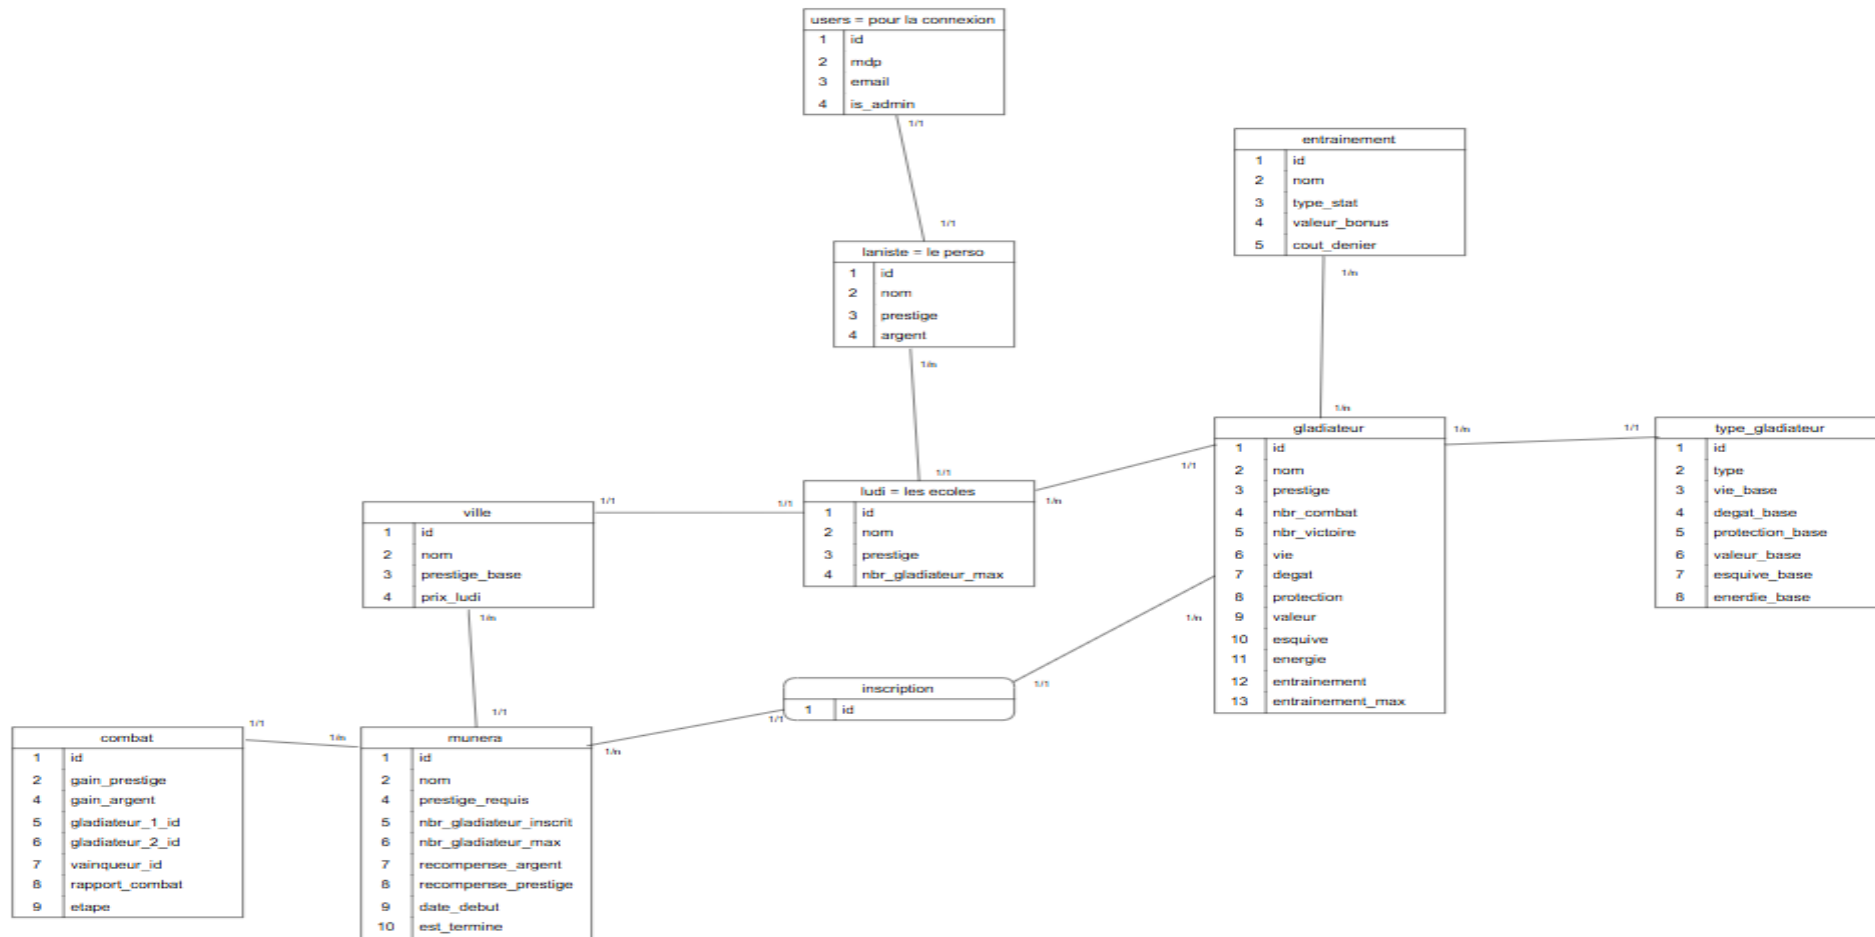 users = pour la connexion
1 id
2 mdp
3 email
4 is_admin
1/1
1/1
laniste = le perso
1 id
2 nom
3 prestige
4 argent
1/n
1/1
entrainement
1 id
2 nom
3 type_stat
4 valeur_bonus
5 cout_denier
1/n
1/n
gladiateur
1 id
2 nom
3 prestige
4 nbr_combat
5 nbr_victoire
6 vie
7 degat
8 protection
9 valeur
10 esquive
11 energie
12 entrainement
13 entrainement_max
1/n
1/1
type_gladiateur
1 id
2 type
3 vie_base
4 degat_base
5 protection_base
6 valeur_base
7 esquive_base
8 enerdie_base
ludi = les ecoles
1 id
2 nom
3 prestige
4 nbr_gladiateur_max
1/n
1/1
1/1
1/1
ville
1 id
2 nom
3 prestige_base
4 prix_ludi
1/n
1/1
1/n
1/1
inscription
1 id
1/1
1/n
combat
1 id
2 gain_prestige
4 gain_argent
5 gladiateur_1_id
6 gladiateur_2_id
7 vainqueur_id
8 rapport_combat
9 etape
1/1
1/n
munera
1 id
2 nom
4 prestige_requis
5 nbr_gladiateur_inscrit
6 nbr_gladiateur_max
7 recompense_argent
8 recompense_prestige
9 date_debut
10 est_termine